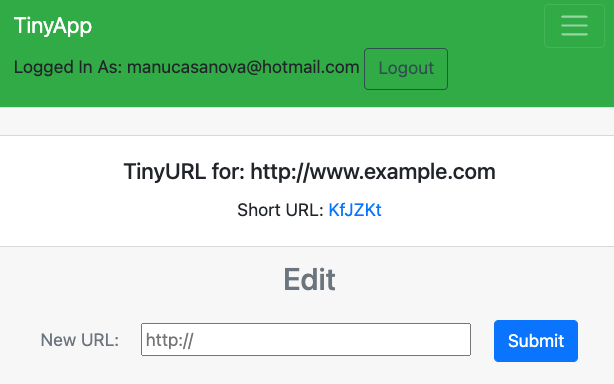 TinyApp
Logged In As: manucasanova@hotmail.com Logout
TinyURL for: http://www.example.com
Short URL: KfJZKt
Edit
New URL: http:// Submit